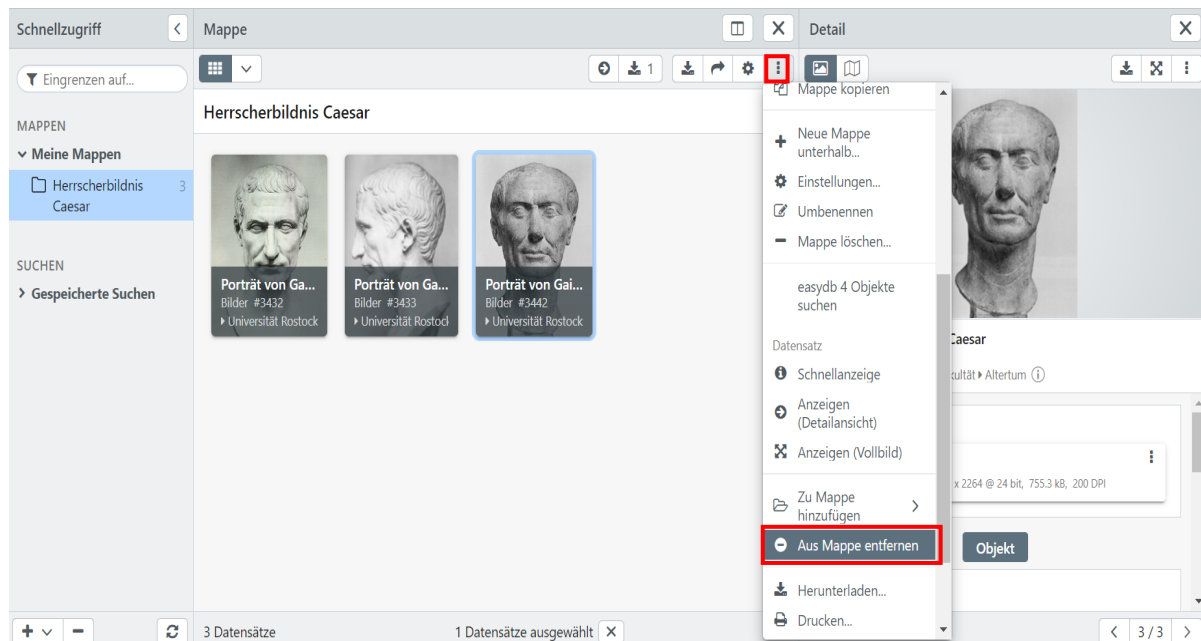 Schnellzugriff
Mappe
Detail
Eingrenzen auf...
1
MAPPEN
Meine Mappen
Herrscherbildnis
Caesar
3
SUCHEN
Gespeicherte Suchen
Herrscherbildnis Caesar
Porträt von Ga...
Bilder #3432
Universität Rostock
Porträt von Ga...
Bilder #3433
Universität Rostock
Porträt von Gai...
Bilder #3442
Universität Rostock
Mappe kopieren
Neue Mappe
unterhalb...
Einstellungen...
Umbenennen
Mappe löschen...
easydb 4 Objekte
suchen
Datensatz
Schnellanzeige
Anzeigen
(Detailansicht)
Anzeigen (Vollbild)
Zu Mappe
hinzufügen
Aus Mappe entfernen
Herunterladen...
Drucken...
Caesar
kultät Altertum
x 2264 @ 24 bit, 755.3 kB, 200 DPI
Objekt
3 Datensätze
1 Datensätze ausgewählt
3/3